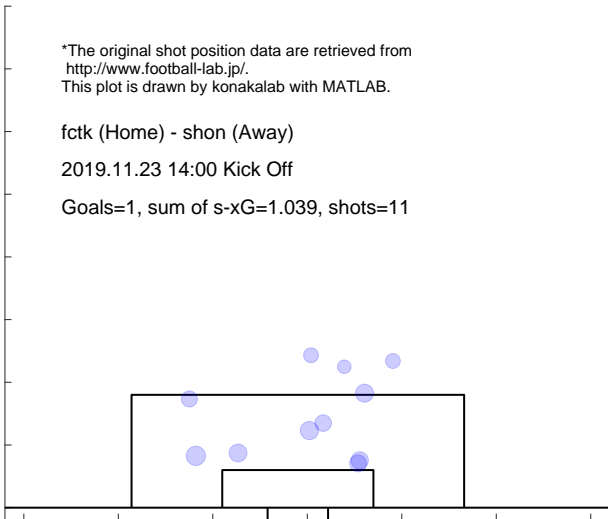 *The original shot position data are retrieved from
http://www.football-lab.jp/.
This plot is drawn by konakalab with MATLAB.
fctk (Home) - shon (Away)
2019.11.23 14:00 Kick Off
Goals=1, sum of s-xG=1.039, shots=11